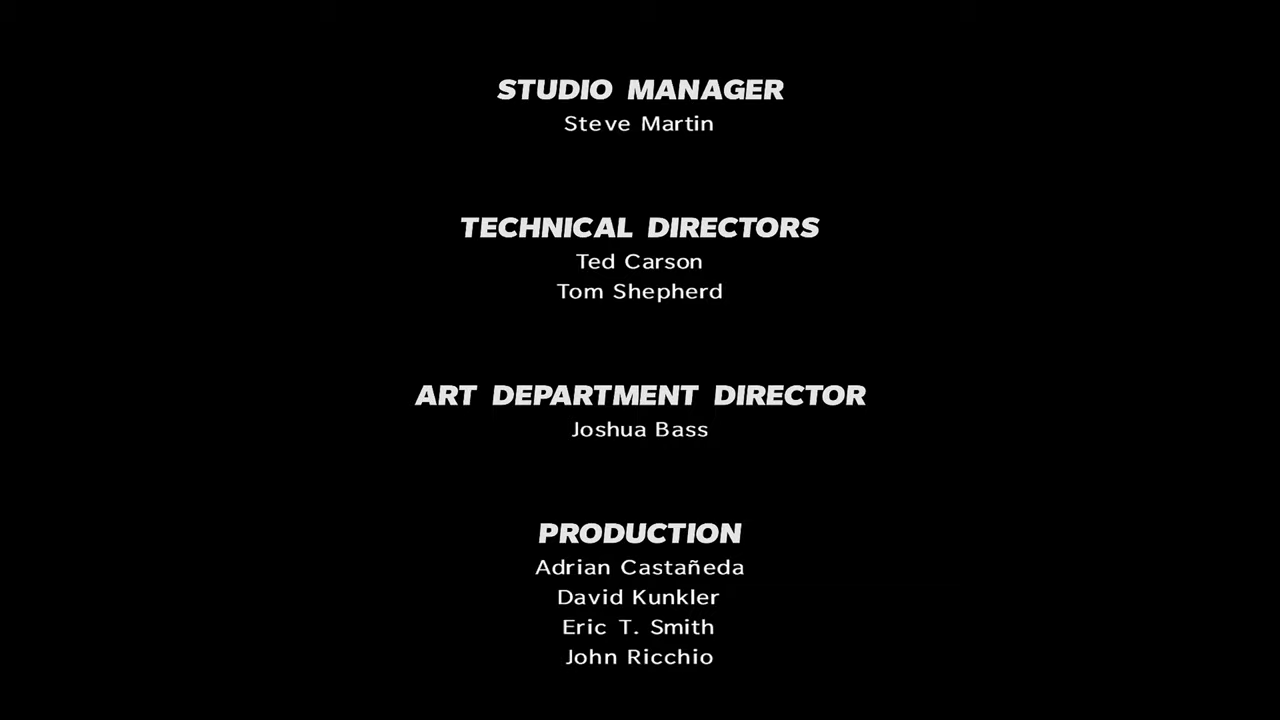 STUDIO MANAGER
Steve Martin
TECHNICAL DIRECTORS
Ted Carson
Tom Shepherd
ART DEPARTMENT DIRECTOR
Joshua Bass
PRODUCTION
Adrian Castañeda
David Kunkler
Eric T. Smith
John Ricchio